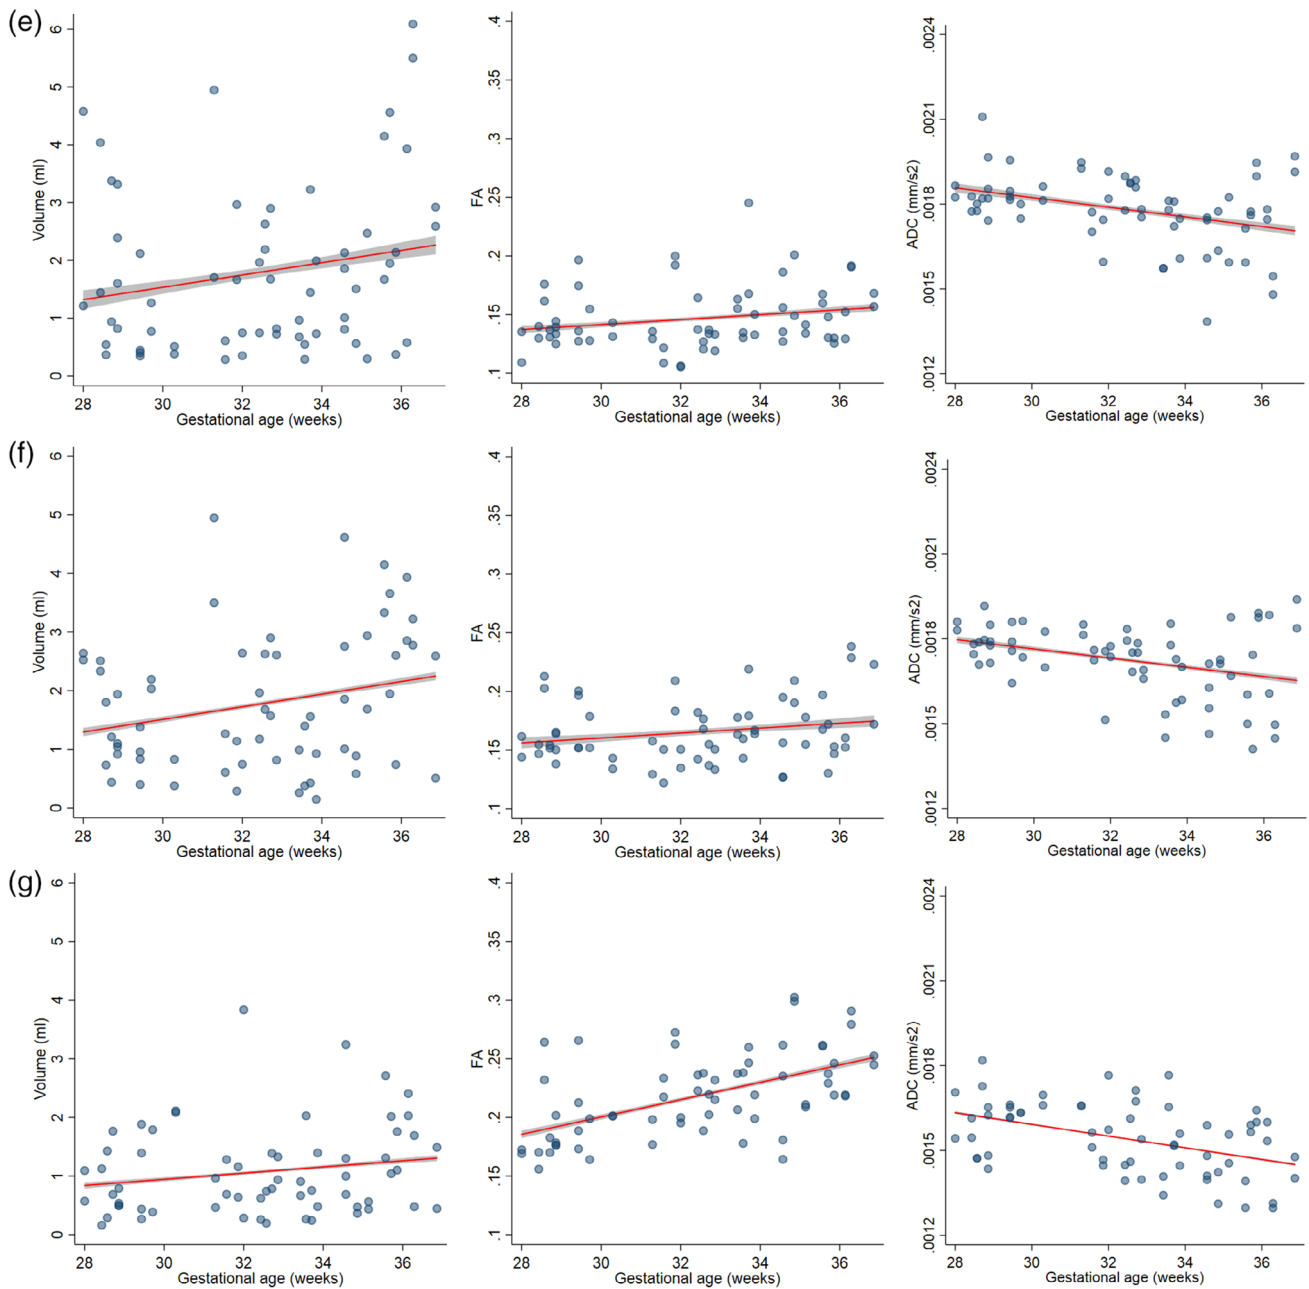 (e)
Volume (ml)
0 1 2 3 4 5 6
28 30 32 34 36
Gestational age (weeks)
FA
.1 .15 .2 .25 .3 .35 .4
28 30 32 34 36
Gestational age (weeks)
ADC (mm/s2)
.0012 .0015 .0018 .0021 .0024
28 30 32 34 36
Gestational age (weeks)
(f)
Volume (ml)
0 1 2 3 4 5 6
28 30 32 34 36
Gestational age (weeks)
FA
.1 .15 .2 .25 .3 .35 .4
28 30 32 34 36
Gestational age (weeks)
ADC (mm/s2)
.0012 .0015 .0018 .0021 .0024
28 30 32 34 36
Gestational age (weeks)
(g)
Volume (ml)
0 1 2 3 4 5 6
28 30 32 34 36
Gestational age (weeks)
FA
.1 .15 .2 .25 .3 .35 .4
28 30 32 34 36
Gestational age (weeks)
ADC (mm/s2)
.0012 .0015 .0018 .0021 .0024
28 30 32 34 36
Gestational age (weeks)